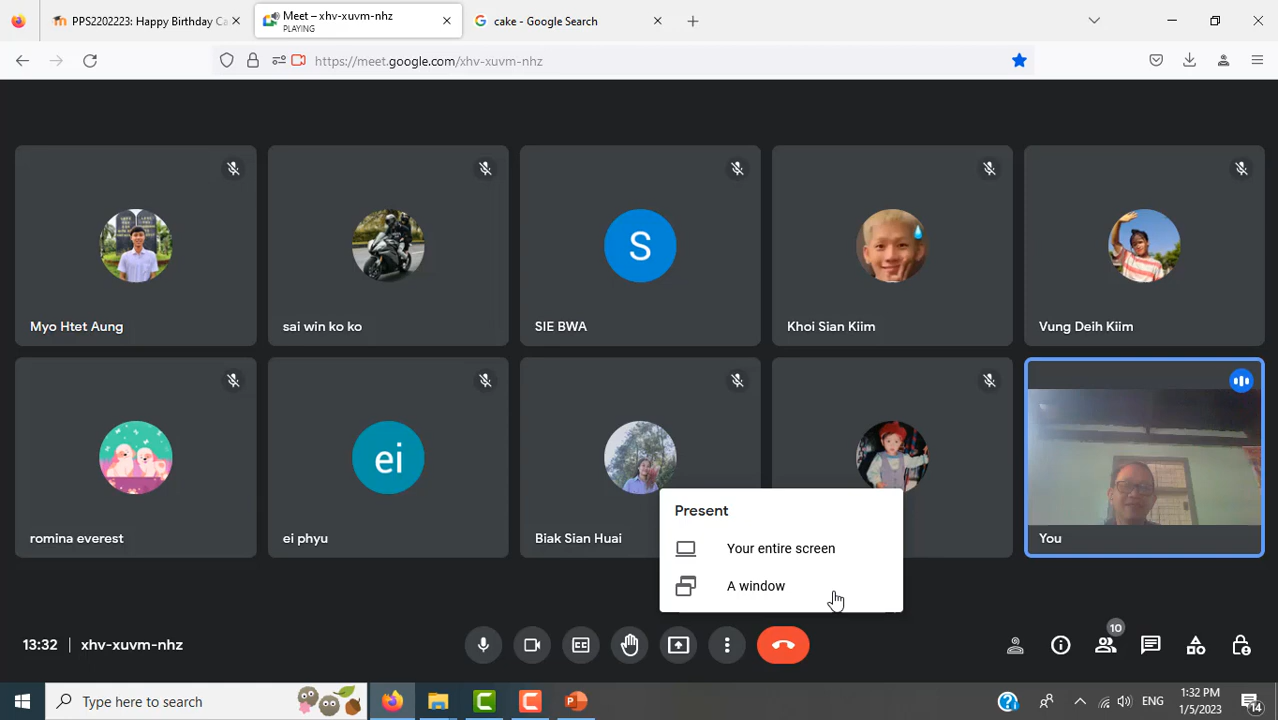 PPS2202223: Happy Birthday Ca
Meet – xhv-xuvm-nhz
PLAYING
cake - Google Search
https://meet.google.com/xhv-xuvm-nhz
Myo Htet Aung
sai win ko ko
S
SIE BWA
Khoi Sian Kiim
Vung Deih Kiim
romina everest
ei
ei phyu
Biak Sian Huai
You
Present
Your entire screen
A window
13:32 | xhv-xuvm-nhz
CC
10
Type here to search
ENG
1:32 PM
1/5/2023
14